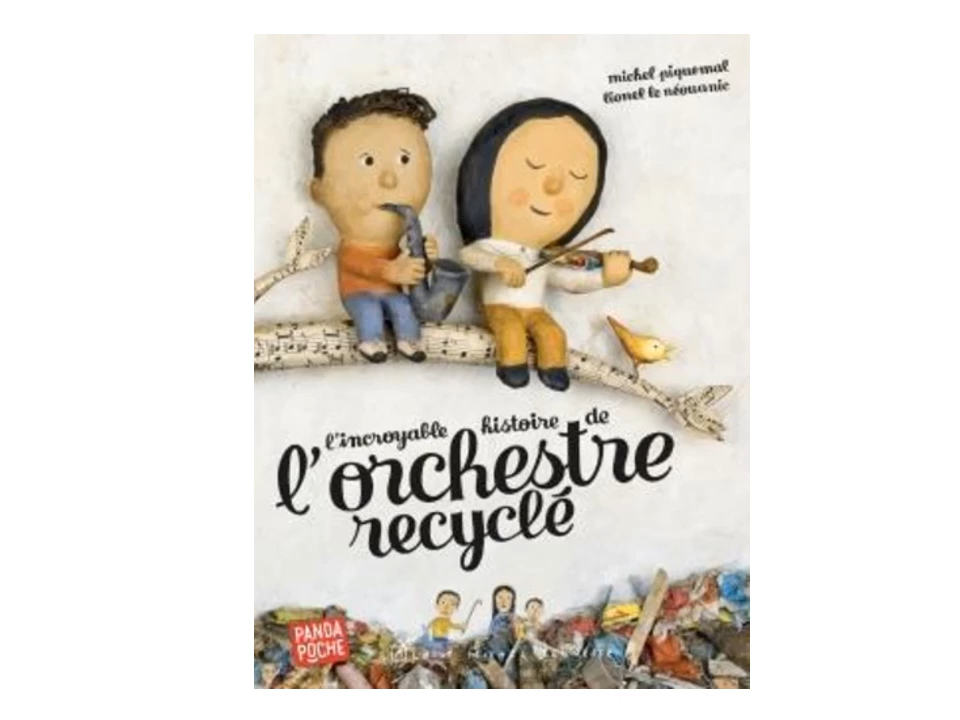 michel piquemal
lionel le néouanic
l'incroyable histoire de
l'orchestre
recyclé
PANDA
POCHE